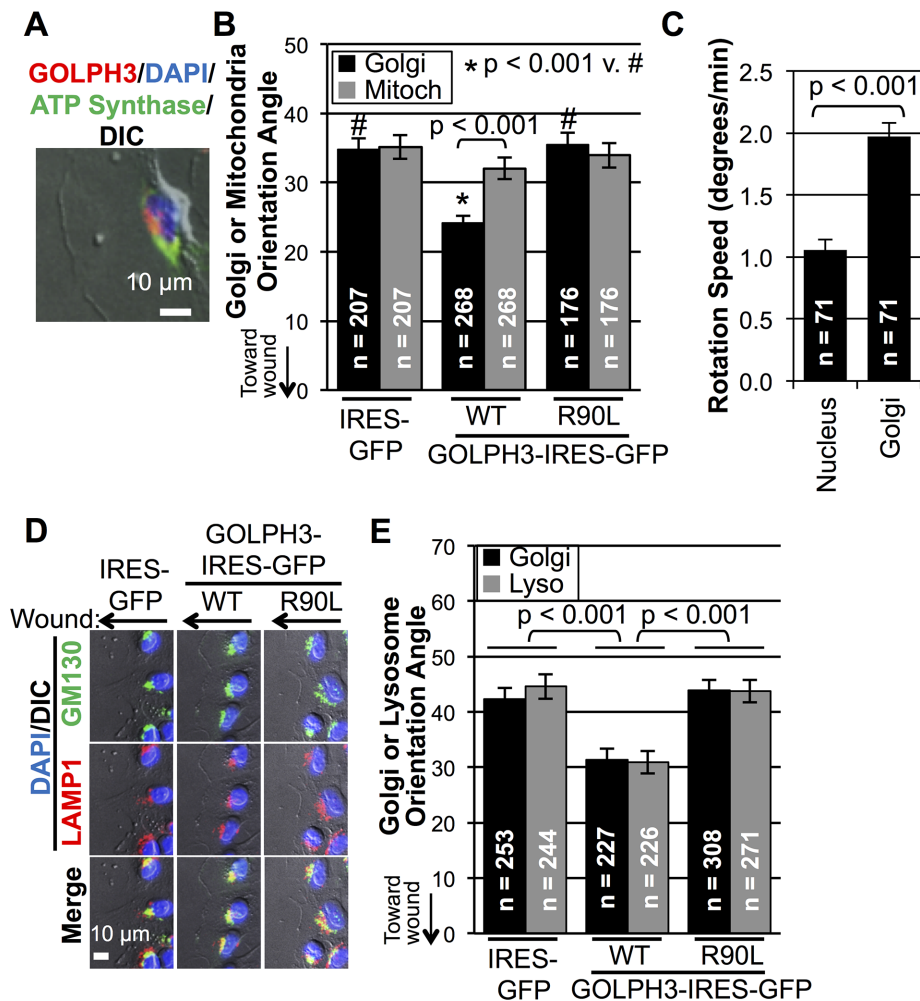 A
GOLPH3/DAPI/
ATP Synthase/
DIC
10 µm
B
Golgi or Mitochondria
Orientation Angle
50
40
30
20
10
0
Toward
wound
Golgi
Mitoch
* p < 0.001 v. #
#
p < 0.001
*
#
n = 207
n = 207
n = 268
n = 268
n = 176
n = 176
IRES-
GFP
WT
R90L
GOLPH3-IRES-GFP
C
Rotation Speed (degrees/min)
2.5
2.0
1.5
1.0
0.5
0.0
p < 0.001
n = 71
n = 71
Nucleus
Golgi
D
GOLPH3-
IRES-GFP
IRES-
GFP
WT
R90L
Wound:
DAPI/DIC
GM130
LAMP1
Merge
10 µm
E
Golgi or Lysosome
Orientation Angle
70
60
50
40
30
20
10
0
Toward
wound
Golgi
Lyso
p < 0.001
p < 0.001
n = 253
n = 244
n = 227
n = 226
n = 308
n = 271
IRES-
GFP
WT
R90L
GOLPH3-IRES-GFP